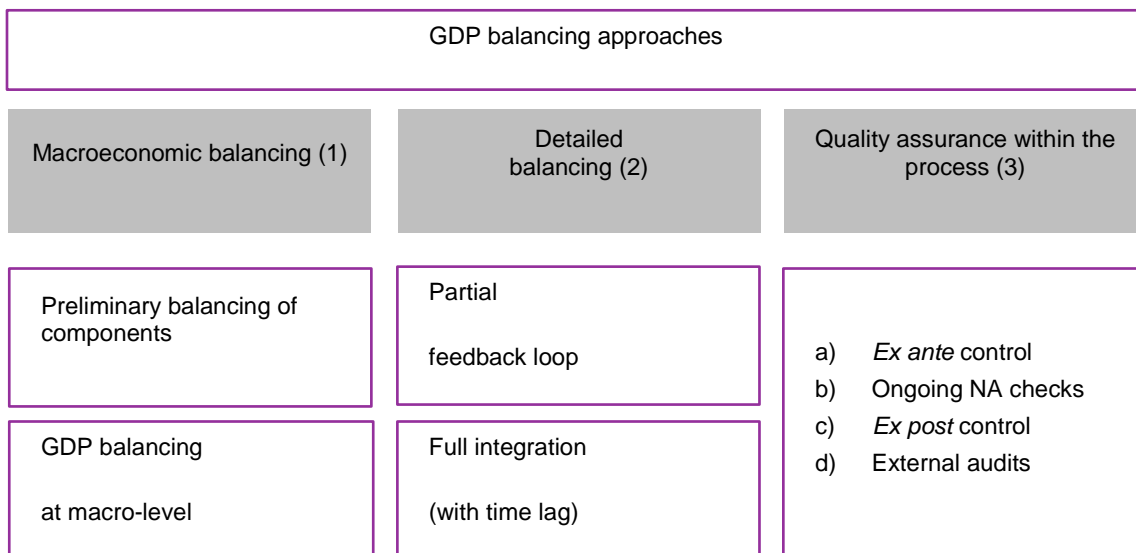 GDP balancing approaches
Macroeconomic balancing (1)
Detailed
balancing (2)
Quality assurance within the
process (3)
Preliminary balancing of
components
GDP balancing
at macro-level
Partial
feedback loop
Full integration
(with time lag)
a) Ex ante control
b) Ongoing NA checks
c) Ex post control
d) External audits